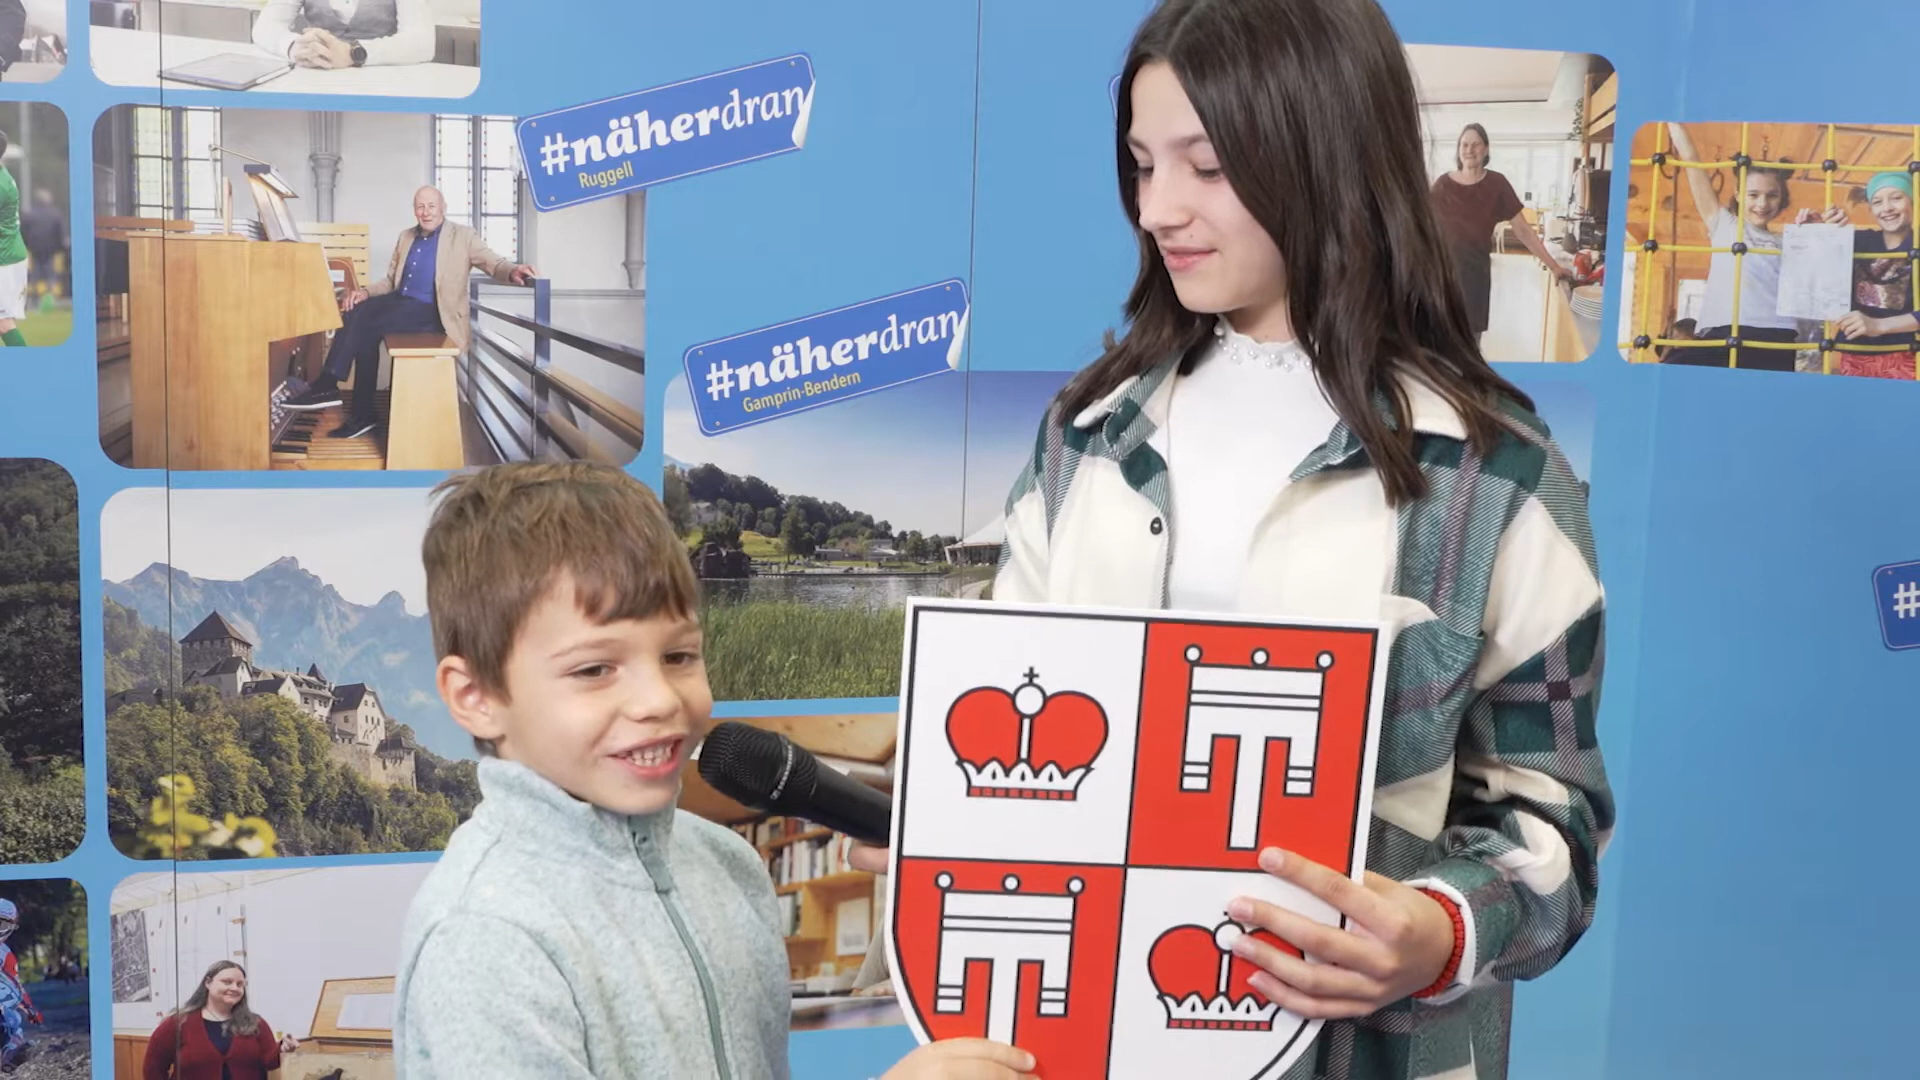 #näherdran
Ruggell
#näherdran
Gamprin-Bendern
#